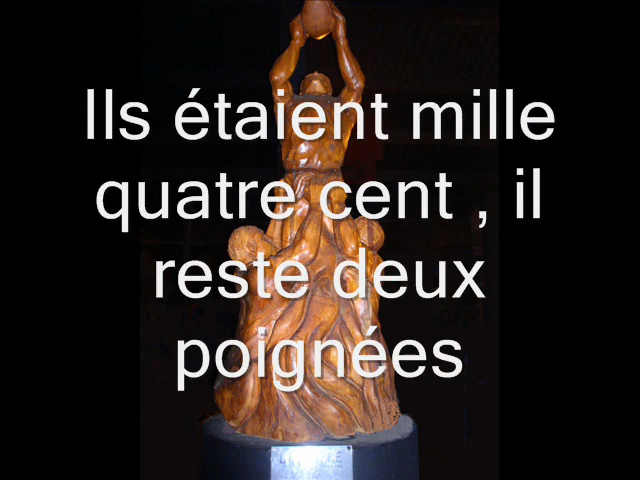 Ils étaient mille
quatre cent , il
reste deux
poignées